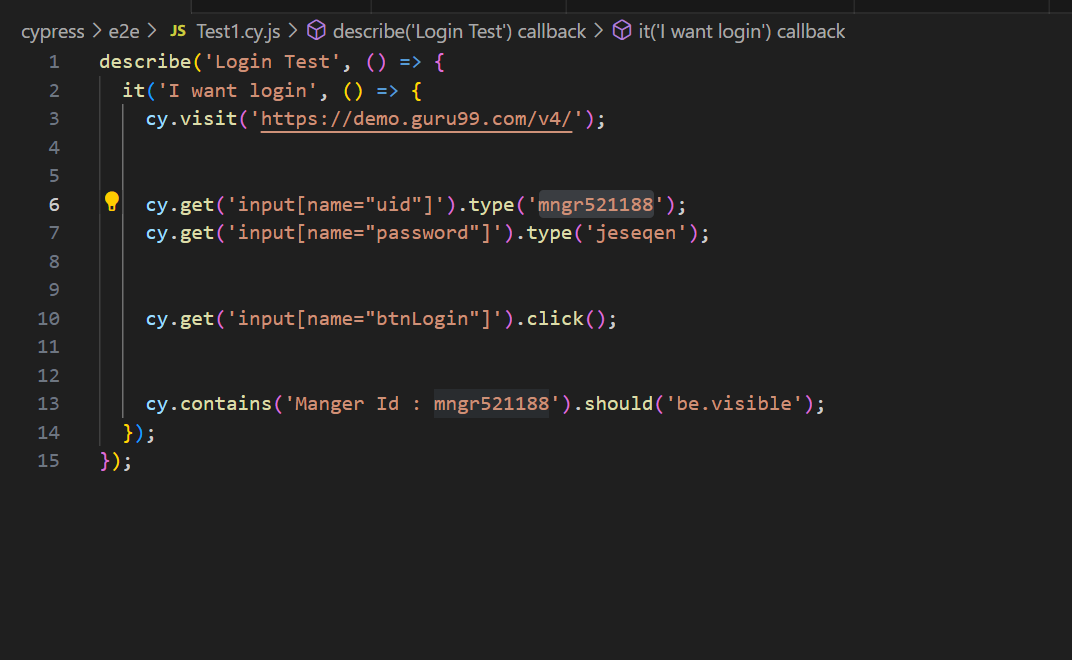 cypress > e2e > JS Test1.cy.js > describe('Login Test') callback > it('I want login') callback
1 describe('Login Test', () => {
2 it('I want login', () => {
3 cy.visit('https://demo.guru99.com/v4/');
4
5
6 cy.get('input[name="uid"]').type('mngr521188');
7 cy.get('input[name="password"]').type('jeseqen');
8
9
10 cy.get('input[name="btnLogin"]').click();
11
12
13 cy.contains('Manger Id : mngr521188').should('be.visible');
14 });
15 });